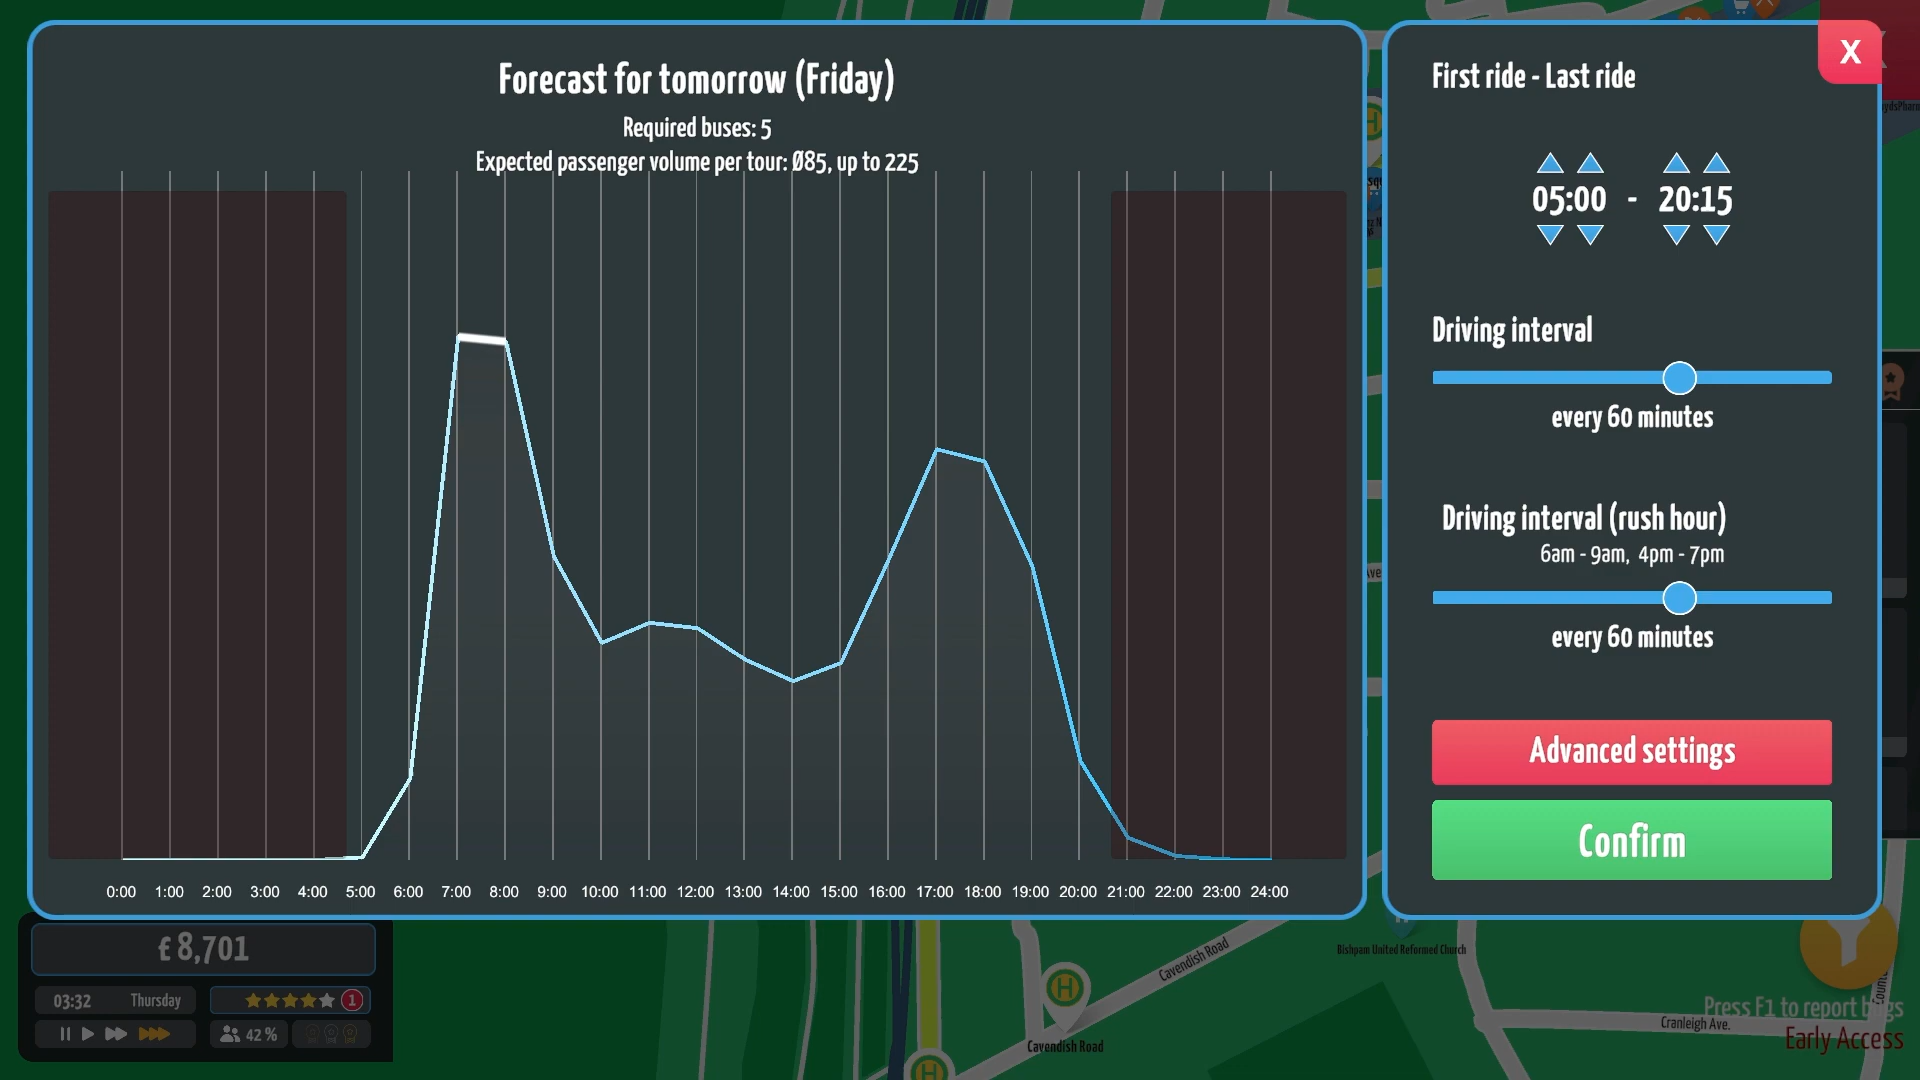 Forecast for tomorrow (Friday)
Required buses: 5
Expected passenger volume per tour: Ø85, up to 225
0:00 1:00 2:00 3:00 4:00 5:00 6:00 7:00 8:00 9:00 10:00 11:00 12:00 13:00 14:00 15:00 16:00 17:00 18:00 19:00 20:00 21:00 22:00 23:00 24:00
First ride - Last ride
X
05:00 - 20:15
Driving interval
every 60 minutes
Driving interval (rush hour)
6am - 9am, 4pm - 7pm
every 60 minutes
Advanced settings
Confirm
£ 8,701
03:32 Thursday
1
42 %
H
Cavendish Road
H
Cavendish Road
H
Bishpam United Reformed Church
Cranleigh Ave.
Press F1 to report bugs
Early Access